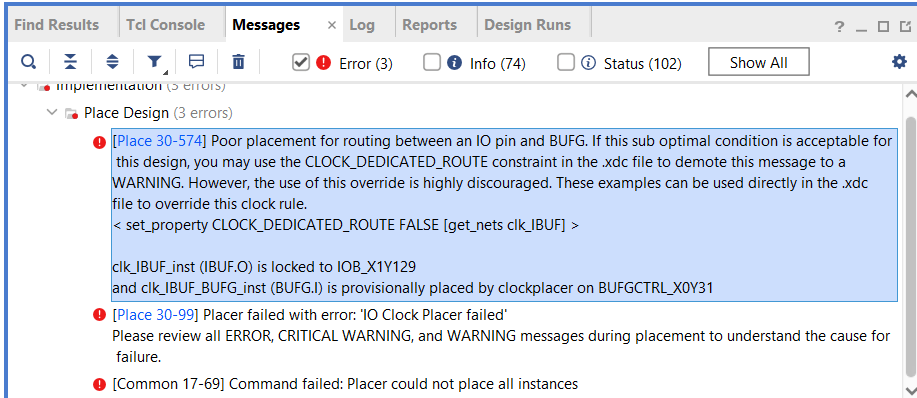 Find Results Tcl Console Messages × Log Reports Design Runs ? _
Error (3) Info (74) Status (102) Show All
Implementation (3 errors)
Place Design (3 errors)
[Place 30-574] Poor placement for routing between an IO pin and BUFG. If this sub optimal condition is acceptable for
this design, you may use the CLOCK_DEDICATED_ROUTE constraint in the .xdc file to demote this message to a
WARNING. However, the use of this override is highly discouraged. These examples can be used directly in the .xdc
file to override this clock rule.
< set_property CLOCK_DEDICATED_ROUTE FALSE [get_nets clk_IBUF] >
clk_IBUF_inst (IBUF.O) is locked to IOB_X1Y129
and clk_IBUF_BUFG_inst (BUFG.I) is provisionally placed by clockplacer on BUFGCTRL_X0Y31
[Place 30-99] Placer failed with error: 'IO Clock Placer failed'
Please review all ERROR, CRITICAL WARNING, and WARNING messages during placement to understand the cause for
failure.
[Common 17-69] Command failed: Placer could not place all instances